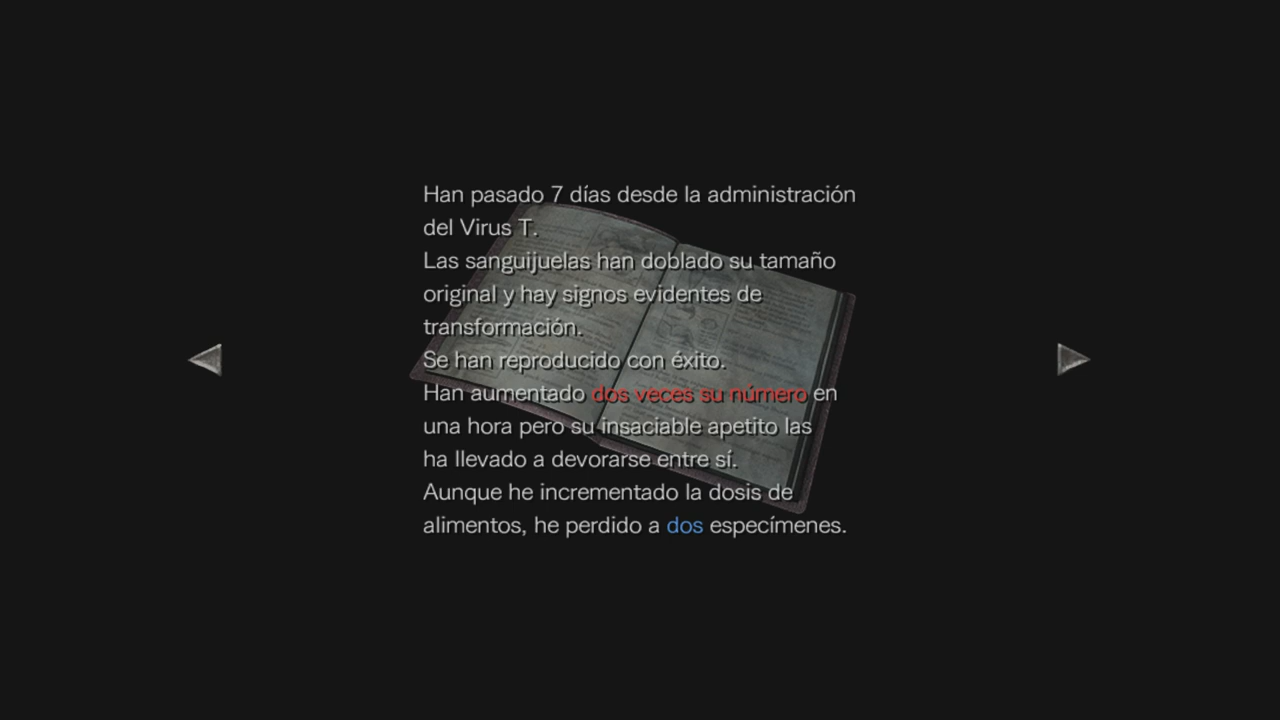 Han pasado 7 días desde la administración
del Virus T.
Las sanguijuelas han doblado su tamaño
original y hay signos evidentes de
transformación.
Se han reproducido con éxito.
Han aumentado dos veces su número en
una hora pero su insaciable apetito las
ha llevado a devorarse entre sí.
Aunque he incrementado la dosis de
alimentos, he perdido a dos especímenes.